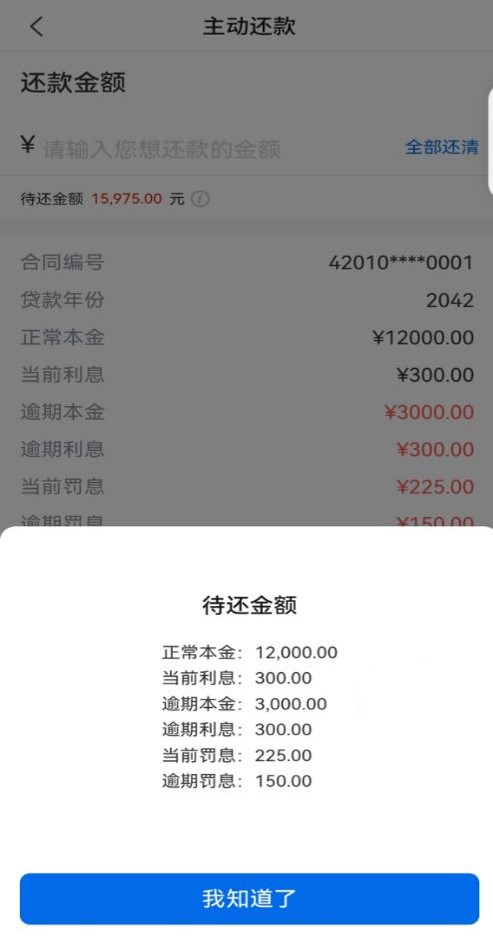 主动还款
还款金额
¥ 请输入您想还款的金额 全部还清
待还金额 15,975.00 元
合同编号 42010****0001
贷款年份 2042
正常本金 ¥12000.00
当前利息 ¥300.00
逾期本金 ¥3000.00
逾期利息 ¥300.00
当前罚息 ¥225.00
逾期罚息 ¥150.00
待还金额
正常本金: 12,000.00
当前利息: 300.00
逾期本金: 3,000.00
逾期利息: 300.00
当前罚息: 225.00
逾期罚息: 150.00
我知道了